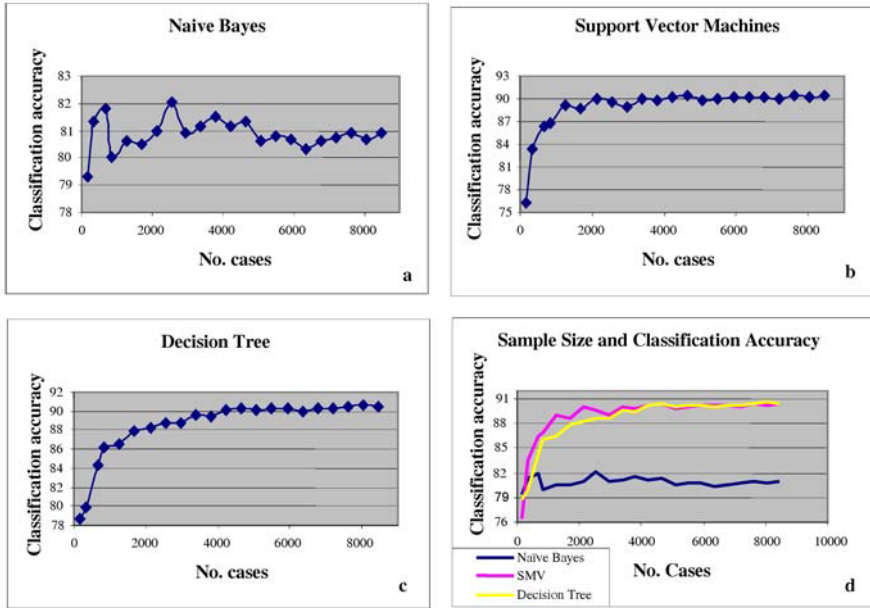 Naive Bayes
Classification accuracy
83
82
81
80
79
78
0 2000 4000 6000 8000
No. cases
a
Support Vector Machines
Classification accuracy
93
90
87
84
81
78
75
0 2000 4000 6000 8000
No. cases
b
Decision Tree
Classification accuracy
92
90
88
86
84
82
80
78
0 2000 4000 6000 8000
No. cases
c
Sample Size and Classification Accuracy
Classification accuracy
91
88
85
82
79
76
0 2000 4000 6000 8000 10000
No. Cases
Naïve Bayes
SMV
Decision Tree
d